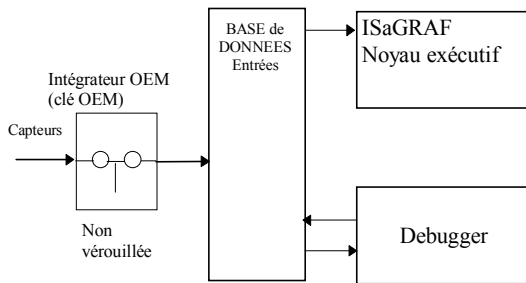 BASE de
DONNEES
Entrées
ISaGRAF
Noyau exécutif
Intégrateur OEM
(clé OEM)
Capteurs
Non
vérouillée
Debugger